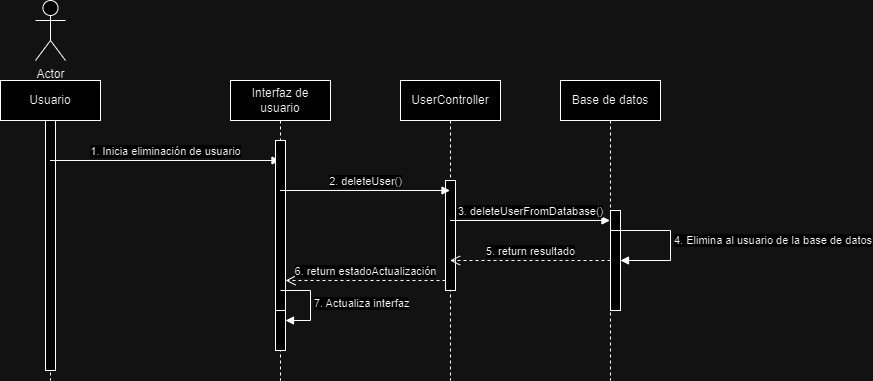 Actor
Usuario
Interfaz de
usuario
UserController
Base de datos
1. Inicia eliminación de usuario
2. deleteUser()
3. deleteUserFromDatabase()
4. Elimina al usuario de la base de datos
5. return resultado
6. return estadoActualización
7. Actualiza interfaz